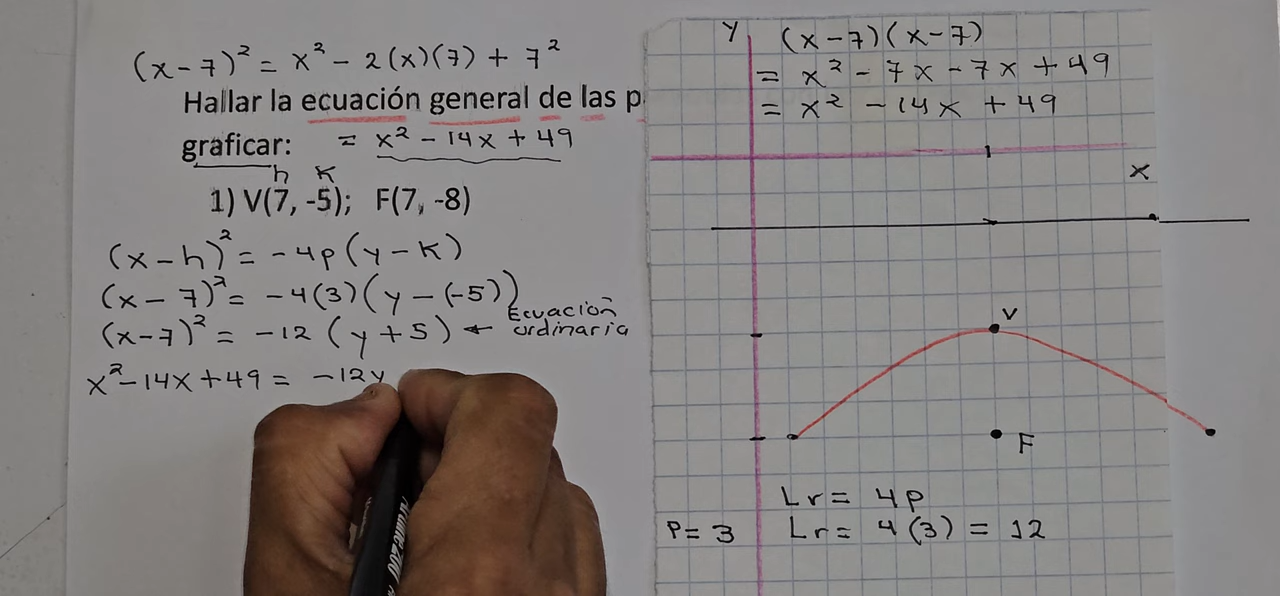 (x-7)² = x² - 2(x)(7) + 7²
Hallar la ecuación general de las p
graficar: = x² - 14x + 49
h K
1) V(7, -5); F(7, -8)
(x-h)² = -4p(y-K)
(x-7)² = -4(3)(y-(-5))
(x-7)² = -12(y+5) ← Ecuación ordinaria
x²-14x+49 = -12y
y (x-7)(x-7)
= x² - 7x - 7x + 49
= x² - 14x + 49
x
V
F
Lr = 4p
P = 3 Lr = 4(3) = 12